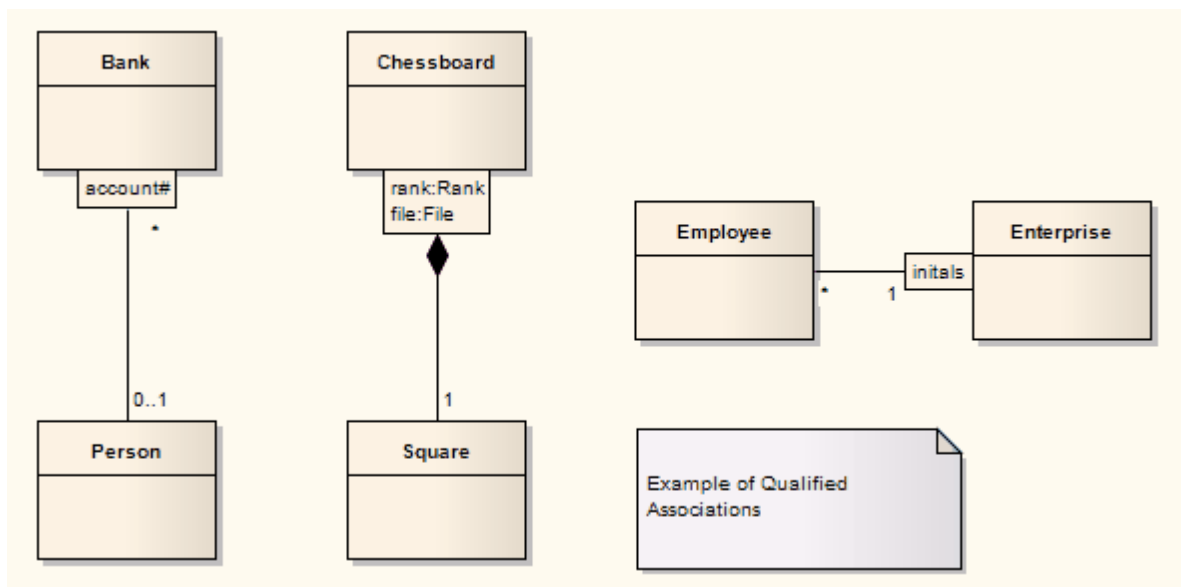 Bank
account#
*
0..1
Person
Chessboard
rank:Rank
file:File
1
Square
Employee
*
1
initals
Enterprise
Example of Qualified
Associations